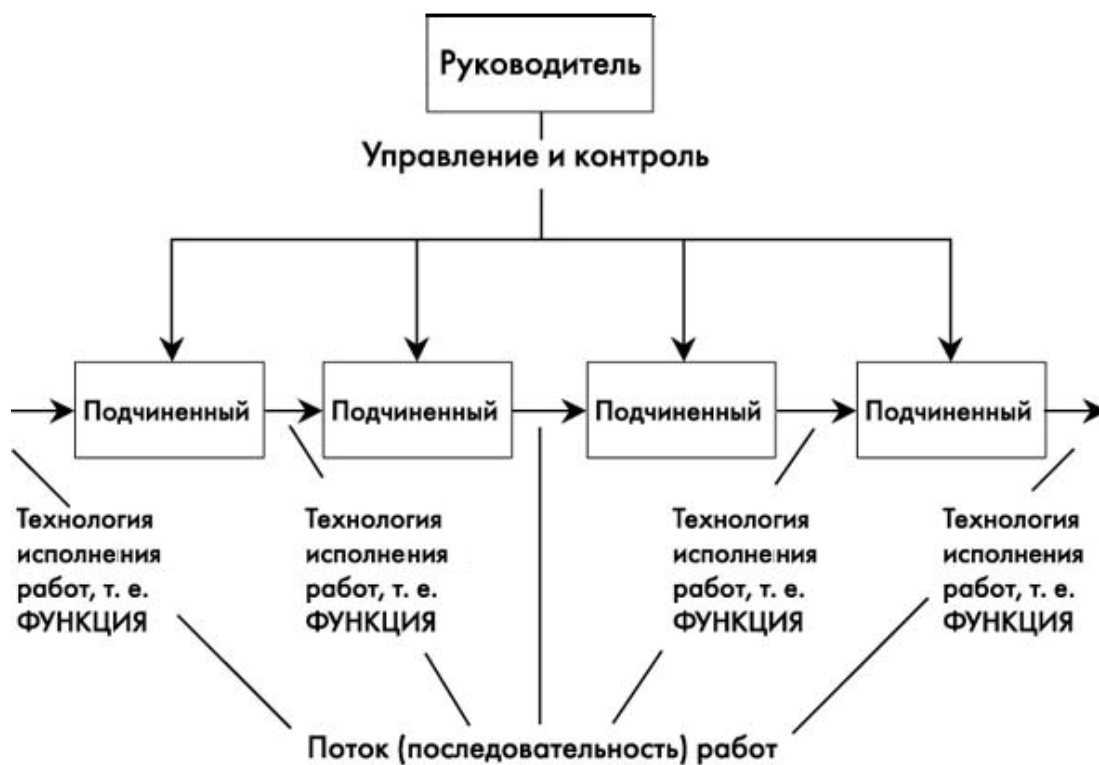 Руководитель
Управление и контроль
Подчиненный
Подчиненный
Подчиненный
Подчиненный
Технология
исполнения
работ, т. е.
ФУНКЦИЯ
Технология
исполнения
работ, т. е.
ФУНКЦИЯ
Технология
исполнения
работ, т. е.
ФУНКЦИЯ
Технология
исполнения
работ, т. е.
ФУНКЦИЯ
Поток (последовательность) работ